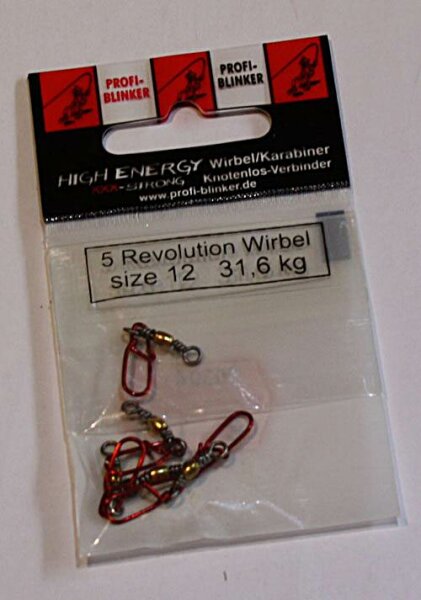 PROFI-
BLINKER
PROFI-
BLINKER
HIGH ENERGY Wirbel/Karabiner
XXX-STRONG Knotenlos-Verbinder
www.profi-blinker.de
5 Revolution Wirbel
size 12 31,6 kg